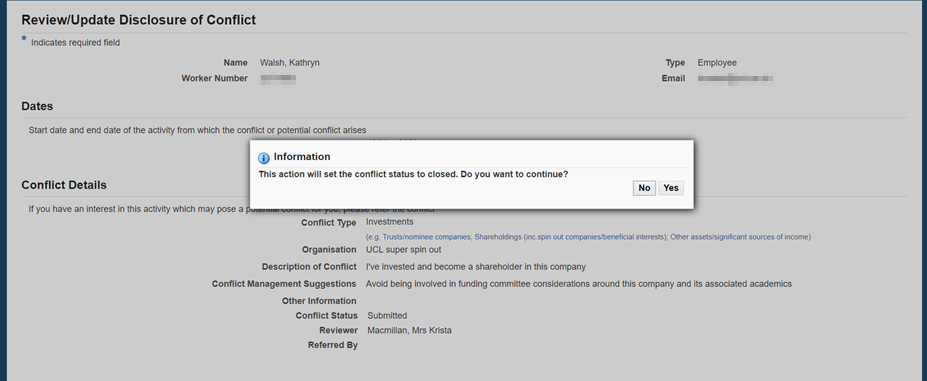 Review/Update Disclosure of Conflict
* Indicates required field
Name Walsh, Kathryn Type Employee
Worker Number Email
Dates
Start date and end date of the activity from which the conflict or potential conflict arises
Information
This action will set the conflict status to closed. Do you want to continue?
No Yes
Conflict Details
If you have an interest in this activity which may pose a potential conflict for you, please refer the conflict
Conflict Type Investments
(e.g. Trusts/nominee companies; Shareholdings (inc.spin out companies/beneficial interests); Other assets/significant sources of income)
Organisation UCL super spin out
Description of Conflict I've invested and become a shareholder in this company
Conflict Management Suggestions Avoid being involved in funding committee considerations around this company and its associated academics
Other Information
Conflict Status Submitted
Reviewer Macmillan, Mrs Krista
Referred By